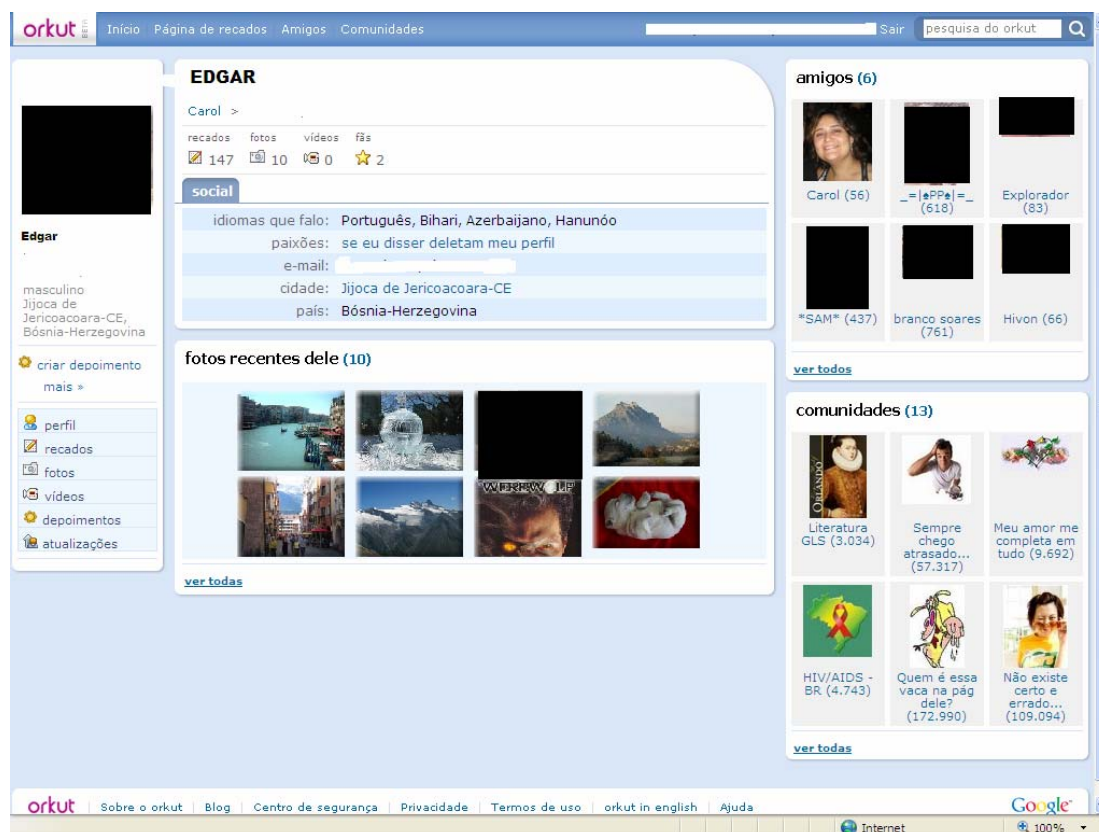 orkut BETA
Início Página de recados Amigos Comunidades Sair pesquisa do orkut
EDGAR
Carol >
recados fotos vídeos fãs
147 10 0 2
social
idiomas que falo: Português, Bihari, Azerbaijano, Hanunóo
paixões: se eu disser deletam meu perfil
e-mail:
cidade: Jijoca de Jericoacoara-CE
país: Bósnia-Herzegovina
Edgar
masculino
Jijoca de
Jericoacoara-CE,
Bósnia-Herzegovina
criar depoimento
mais »
perfil
recados
fotos
vídeos
depoimentos
atualizações
fotos recentes dele (10)
WEREWOLF
ver todas
amigos (6)
Carol (56)
_=|♠PP♠|=_
(618)
Explorador
(83)
*SAM* (437)
branco soares
(761)
Hivon (66)
ver todos
comunidades (13)
ORLANDO
Literatura
GLS (3.034)
Sempre
chego
atrasado...
(57.317)
Meu amor me
completa em
tudo (9.692)
HIV/AIDS -
BR (4.743)
Quem é essa
vaca na pág
dele?
(172.990)
Não existe
certo e
errado...
(109.094)
ver todas
orkut Sobre o orkut Blog Centro de segurança Privacidade Termos de uso orkut in english Ajuda Google
Internet 100%